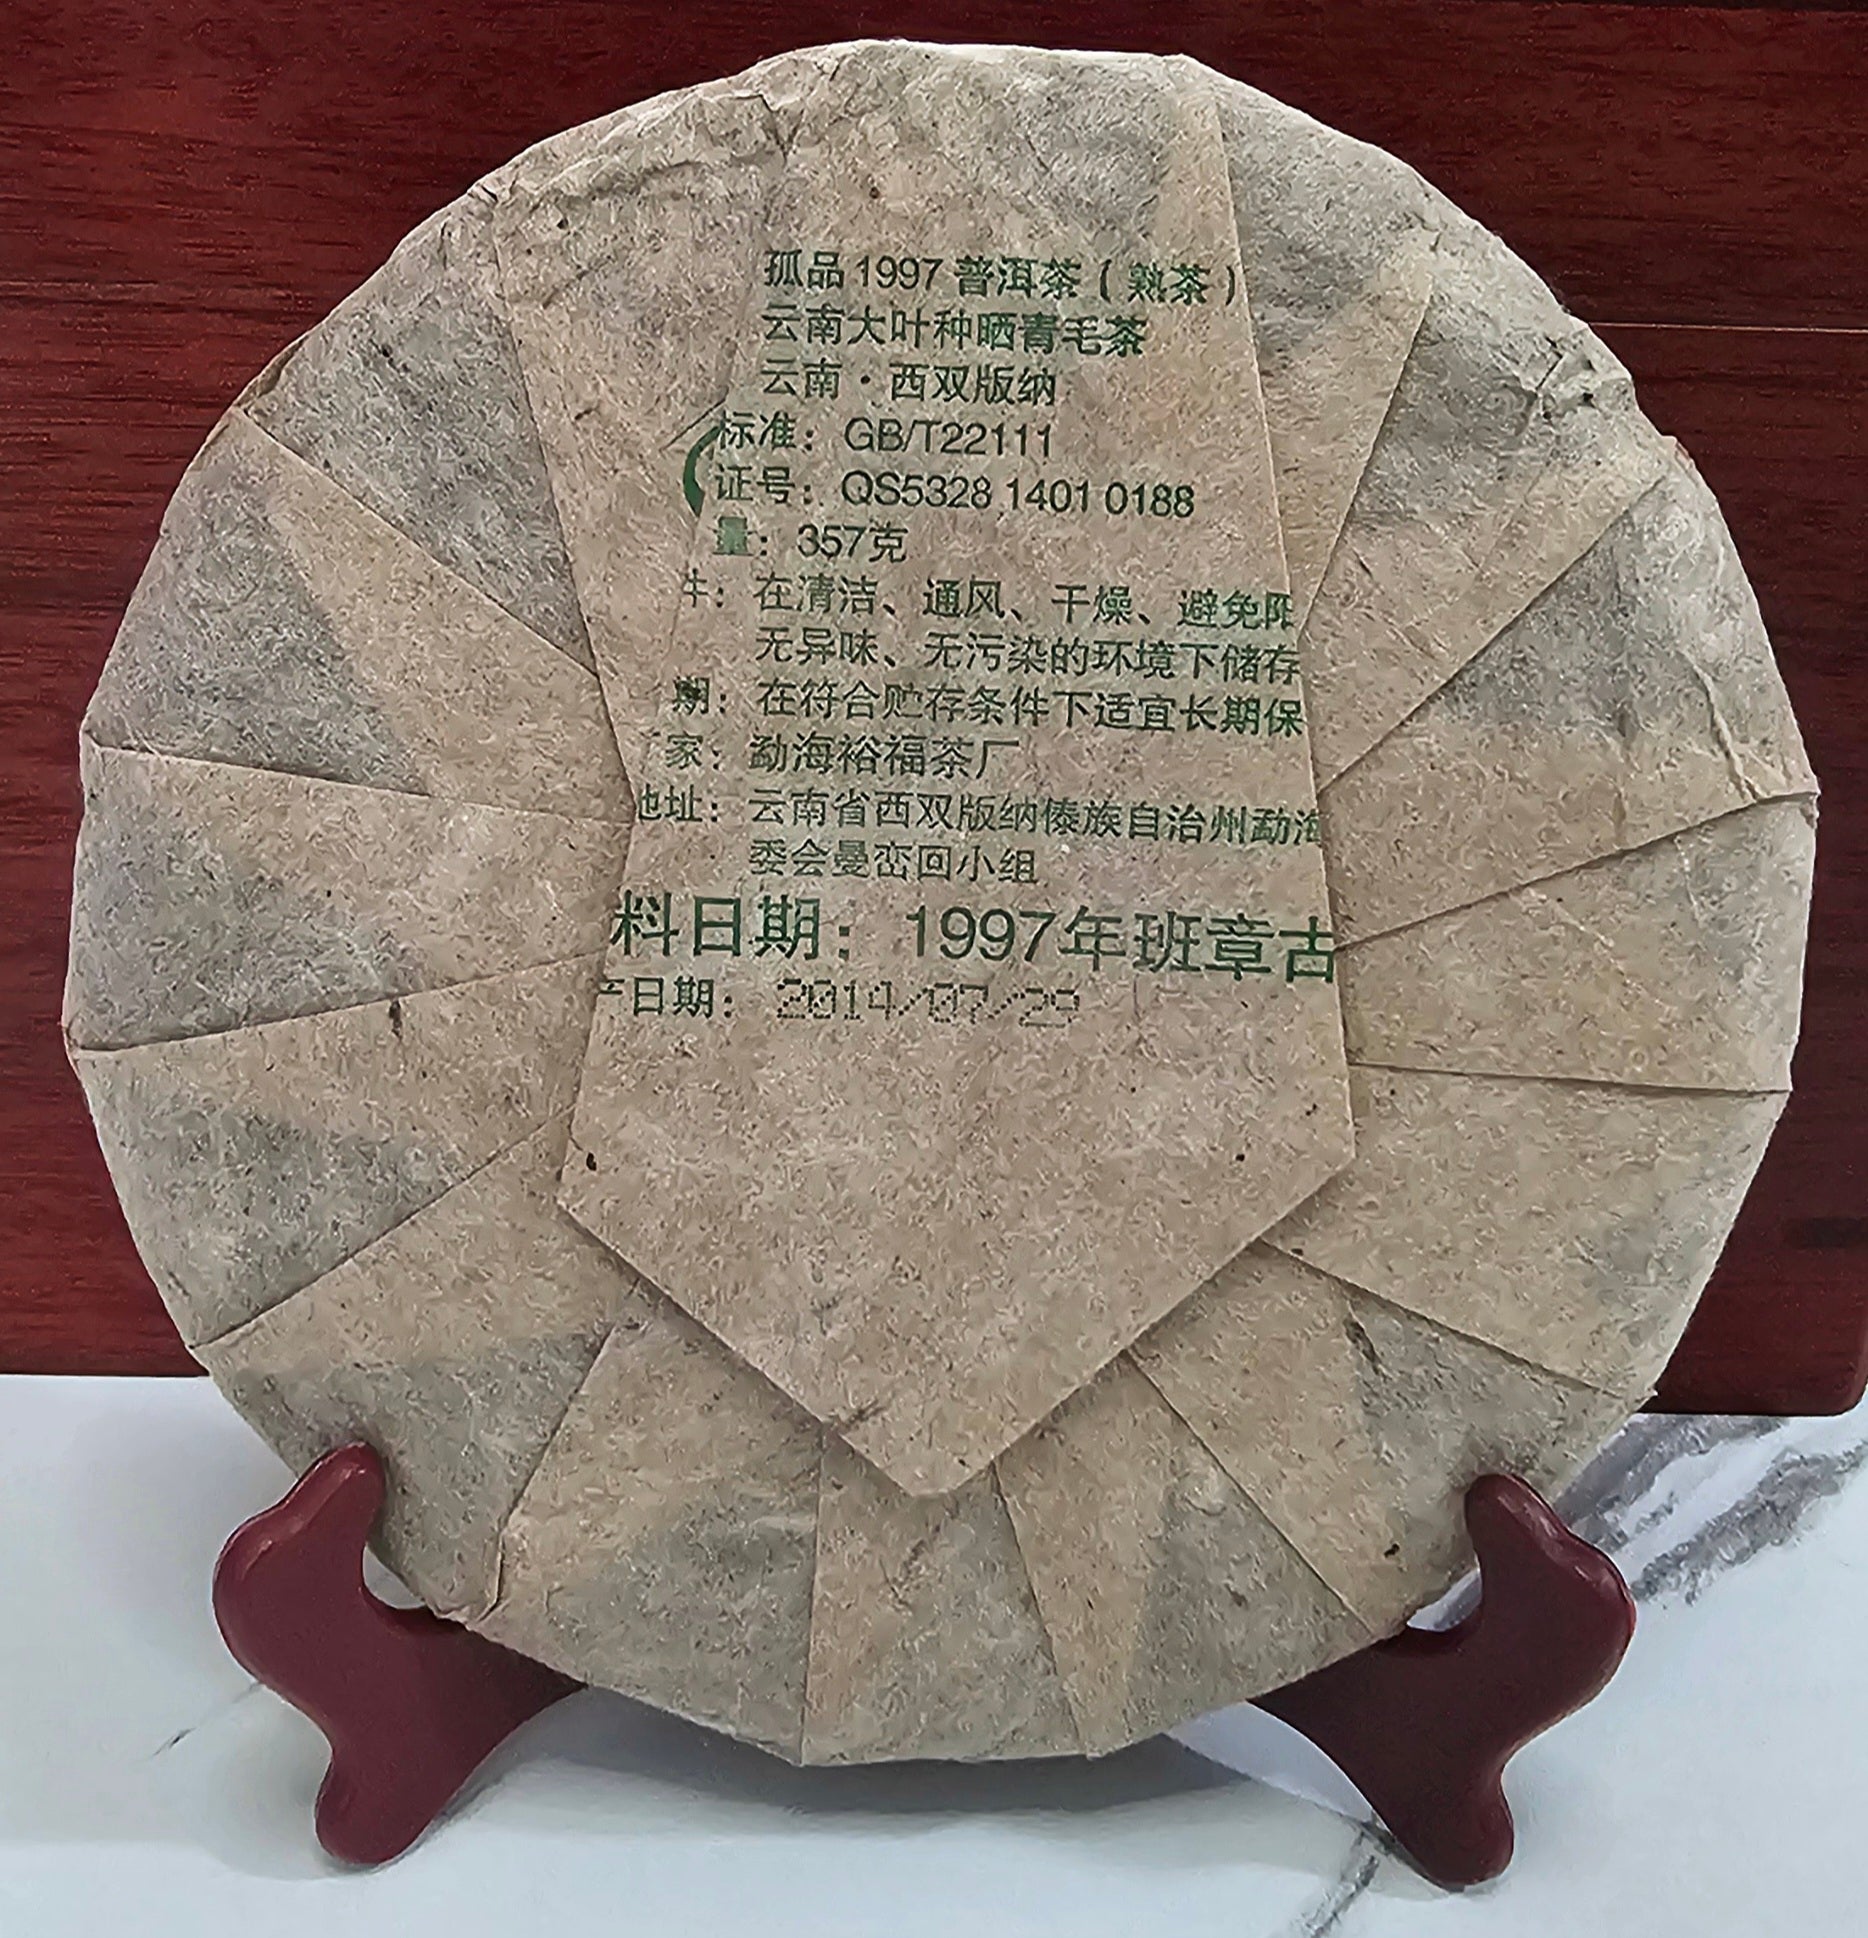 孤品1997 普洱茶(熟茶)
云南大叶种晒青毛茶
云南·西双版纳
标准: GB/T22111
证号: QS5328 1401 0188
量: 357克
件: 在清洁、通风、干燥、避免阳
无异味、无污染的环境下储存
期: 在符合贮存条件下适宜长期保
家: 勐海裕福茶厂
地址: 云南省西双版纳傣族自治州勐海
委会曼峦回小组
料日期: 1997年班章古
产日期: 2014/07/29